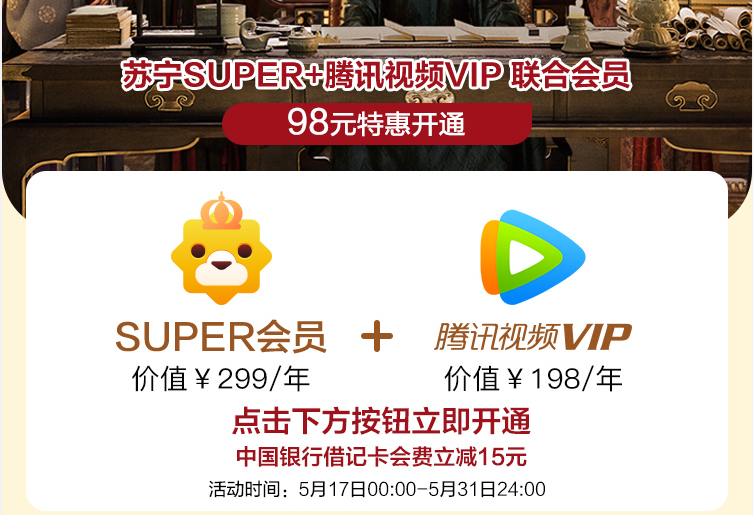 苏宁SUPER+腾讯视频VIP 联合会员
98元特惠开通
SUPER会员 + 腾讯视频VIP
价值￥299/年 价值￥198/年
点击下方按钮立即开通
中国银行借记卡会费立减15元
活动时间：5月17日00:00-5月31日24:00